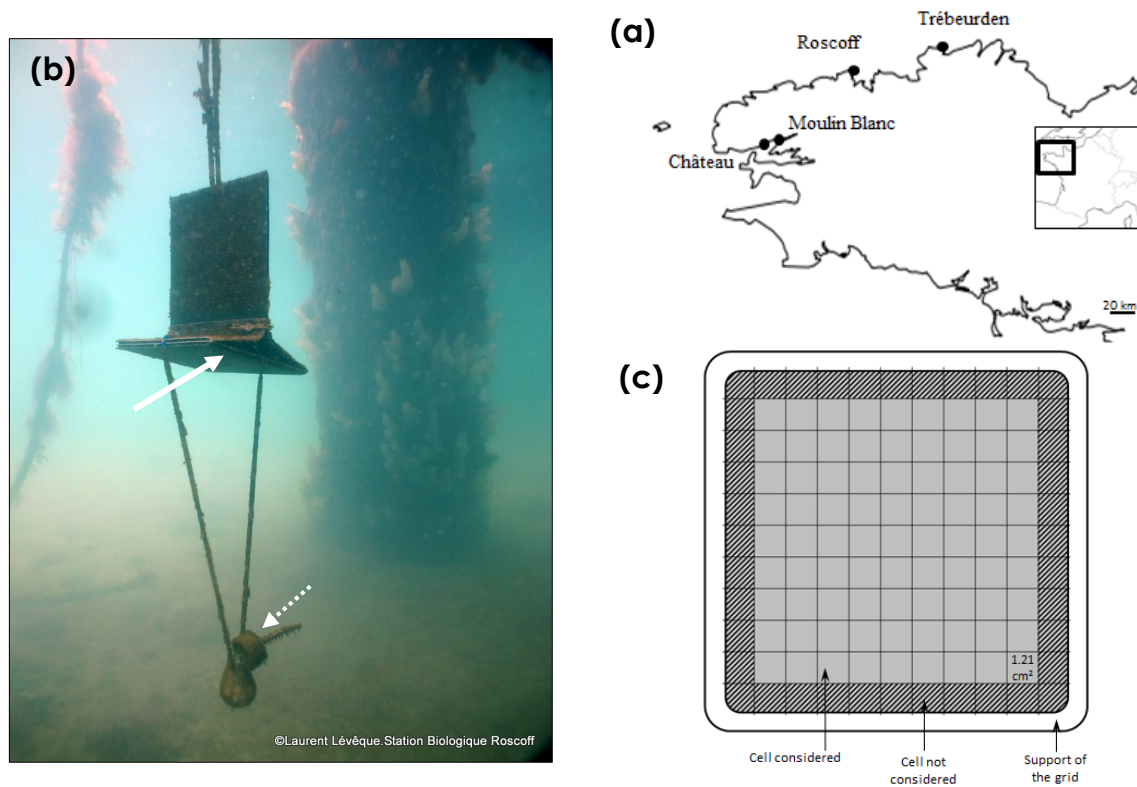 (b)
©Laurent Lévêque.Station Biologique Roscoff
(a)
Trébeurden
Roscoff
Moulin Blanc
Château
20 km
(c)
1.21
cm²
Cell considered
Cell not
considered
Support of
the grid